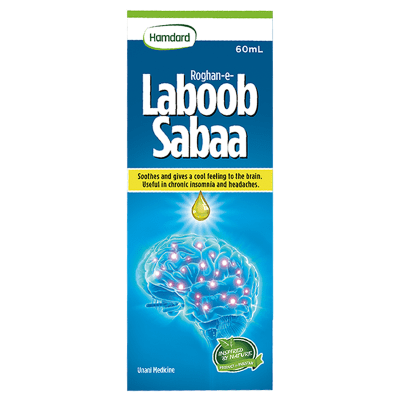 Hamdard
60mL
Roghan-e-
Laboob
Sabaa
Soothes and gives a cool feeling to the brain.
Useful in chronic insomnia and headaches.
INSPIRED
BY NATURE
Unani Medicine